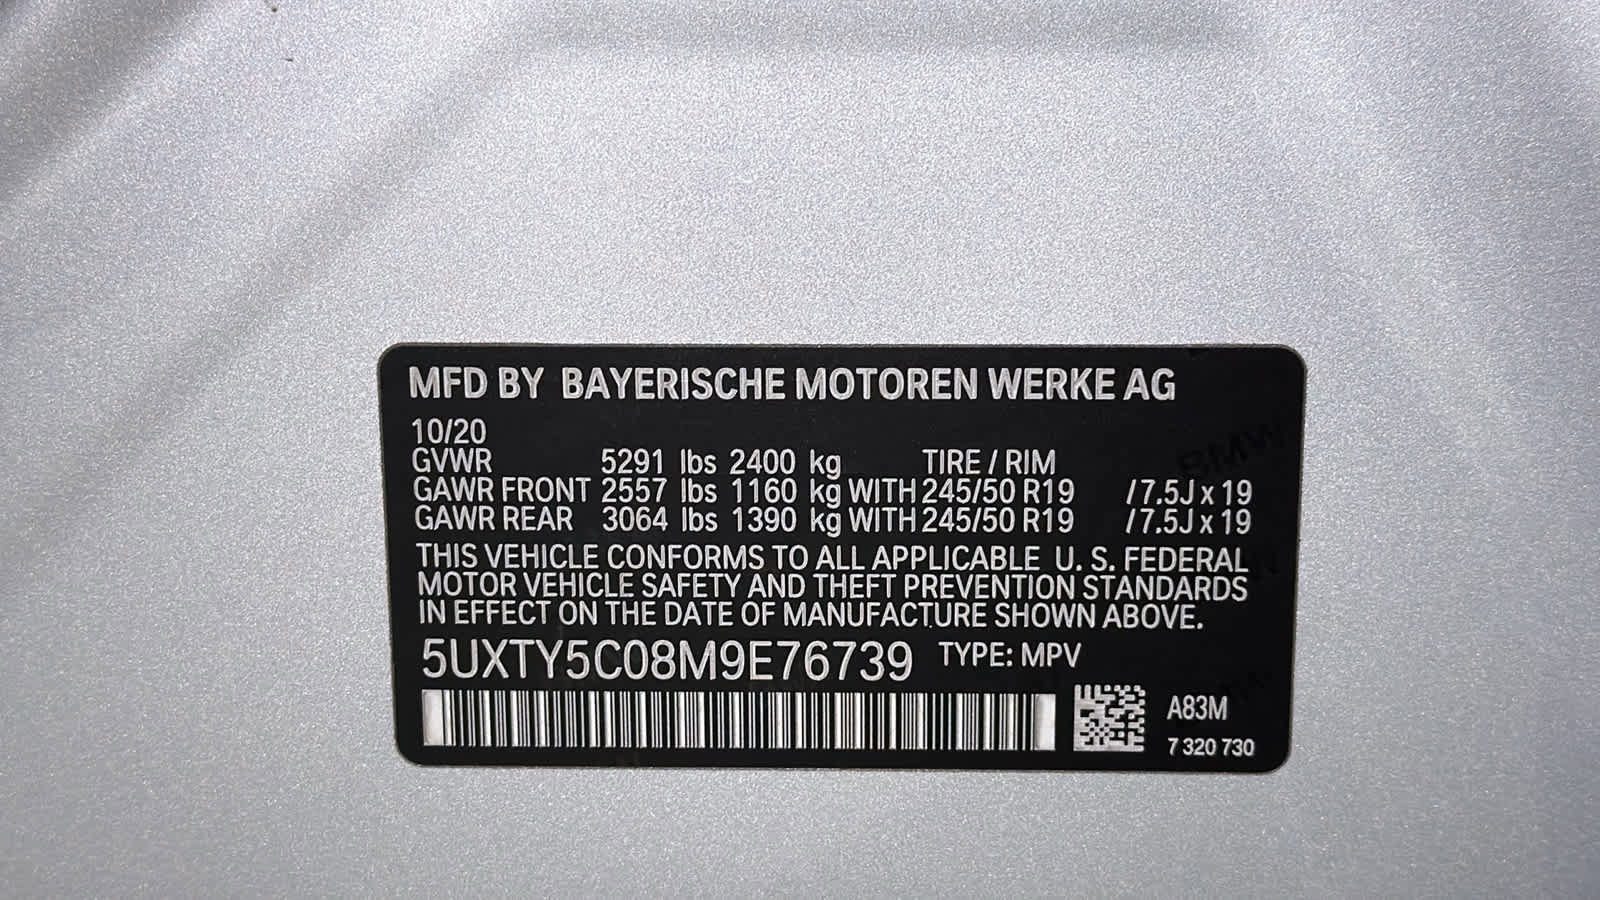 MFD BY BAYERISCHE MOTOREN WERKE AG
10/20
GVWR 5291 lbs 2400 kg TIRE / RIM
GAWR FRONT 2557 lbs 1160 kg WITH 245/50 R19 / 7.5J x 19
GAWR REAR 3064 lbs 1390 kg WITH 245/50 R19 / 7.5J x 19
THIS VEHICLE CONFORMS TO ALL APPLICABLE U. S. FEDERAL
MOTOR VEHICLE SAFETY AND THEFT PREVENTION STANDARDS
IN EFFECT ON THE DATE OF MANUFACTURE SHOWN ABOVE.
5UXTY5C08M9E76739 TYPE: MPV
A83M
7 320 730
BMW